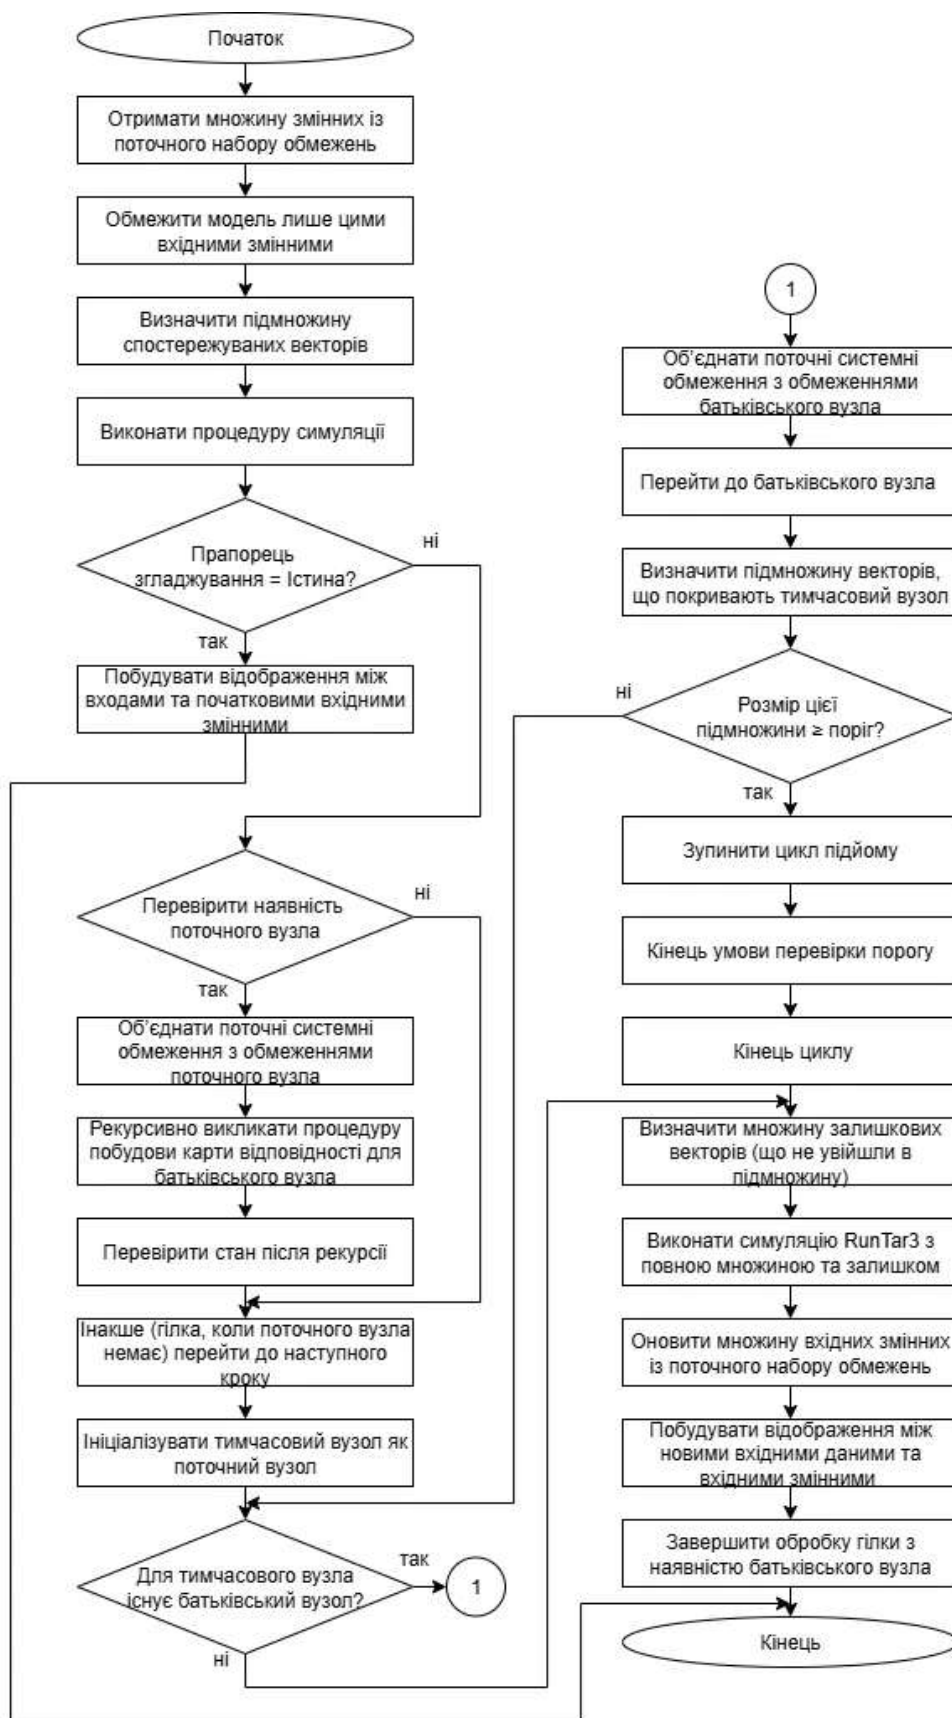 Початок
Отримати множину змінних із
поточного набору обмежень
Обмежити модель лише цими
вхідними змінними
Визначити підмножину
спостережуваних векторів
Виконати процедуру симуляції
Прапорець
згладжування = Істина?
ні
так
Побудувати відображення між
входами та початковими вхідними
змінними
Перевірити наявність
поточного вузла
ні
так
Об'єднати поточні системні
обмеження з обмеженнями
поточного вузла
Рекурсивно викликати процедуру
побудови карти відповідності для
батьківського вузла
Перевірити стан після рекурсії
Інакше (гілка, коли поточного вузла
немає) перейти до наступного
кроку
Ініціалізувати тимчасовий вузол як
поточний вузол
Для тимчасового вузла
існує батьківський вузол?
так
1
ні
1
Об'єднати поточні системні
обмеження з обмеженнями
батьківського вузла
Перейти до батьківського вузла
Визначити підмножину векторів,
що покривають тимчасовий вузол
Розмір цієї
підмножини ≥ поріг?
ні
так
Зупинити цикл підйому
Кінець умови перевірки порогу
Кінець циклу
Визначити множину залишкових
векторів (що не увійшли в
підмножину)
Виконати симуляцію RunTar3 з
повною множиною та залишком
Оновити множину вхідних змінних
із поточного набору обмежень
Побудувати відображення між
новими вхідними даними та
вхідними змінними
Завершити обробку гілки з
наявністю батьківського вузла
Кінець